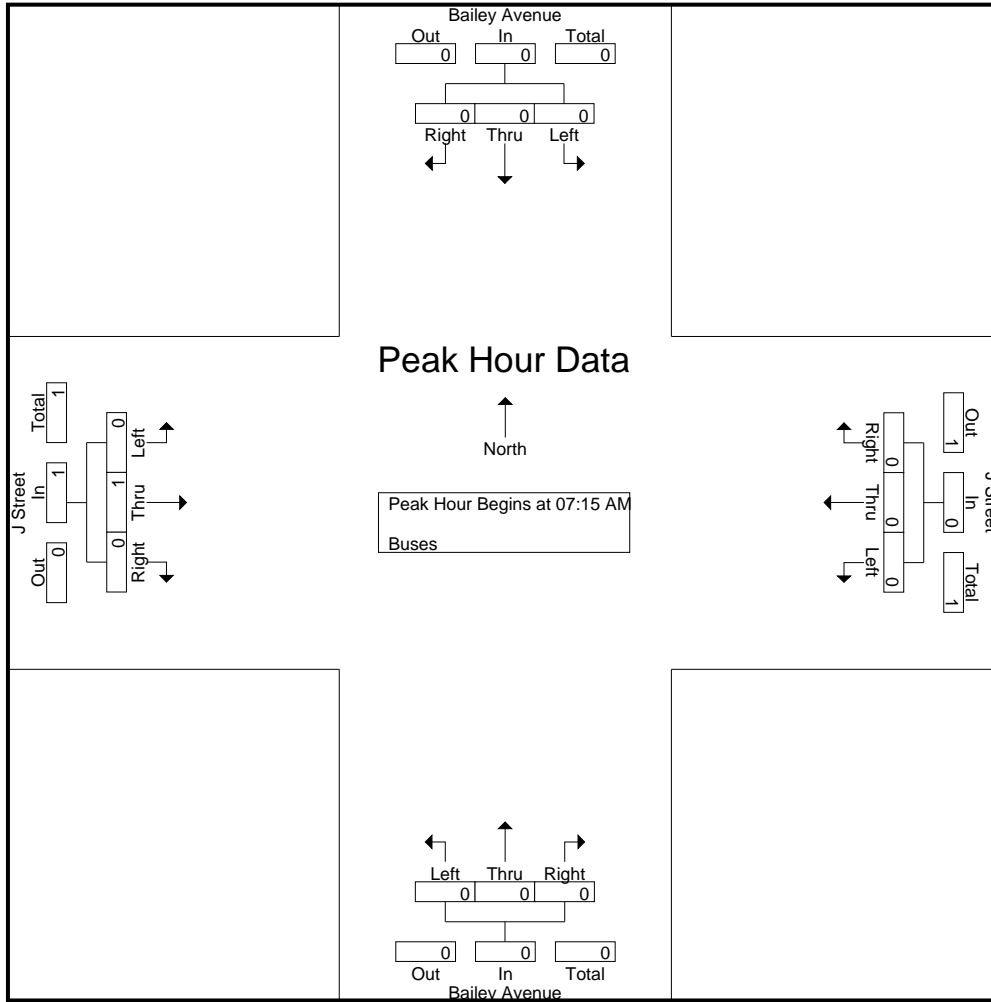 Bailey Avenue
Out In Total
0 0 0
0 0 0
Right Thru Left
Peak Hour Data
North
Peak Hour Begins at 07:15 AM
Buses
J Street
Total In Out
1 1 0
0 1 0
Left Thru Right
Right Thru Left
0 0 0
Out In Total
1 0 1
J Street
Left Thru Right
0 0 0
0 0 0
Out In Total
Bailey Avenue